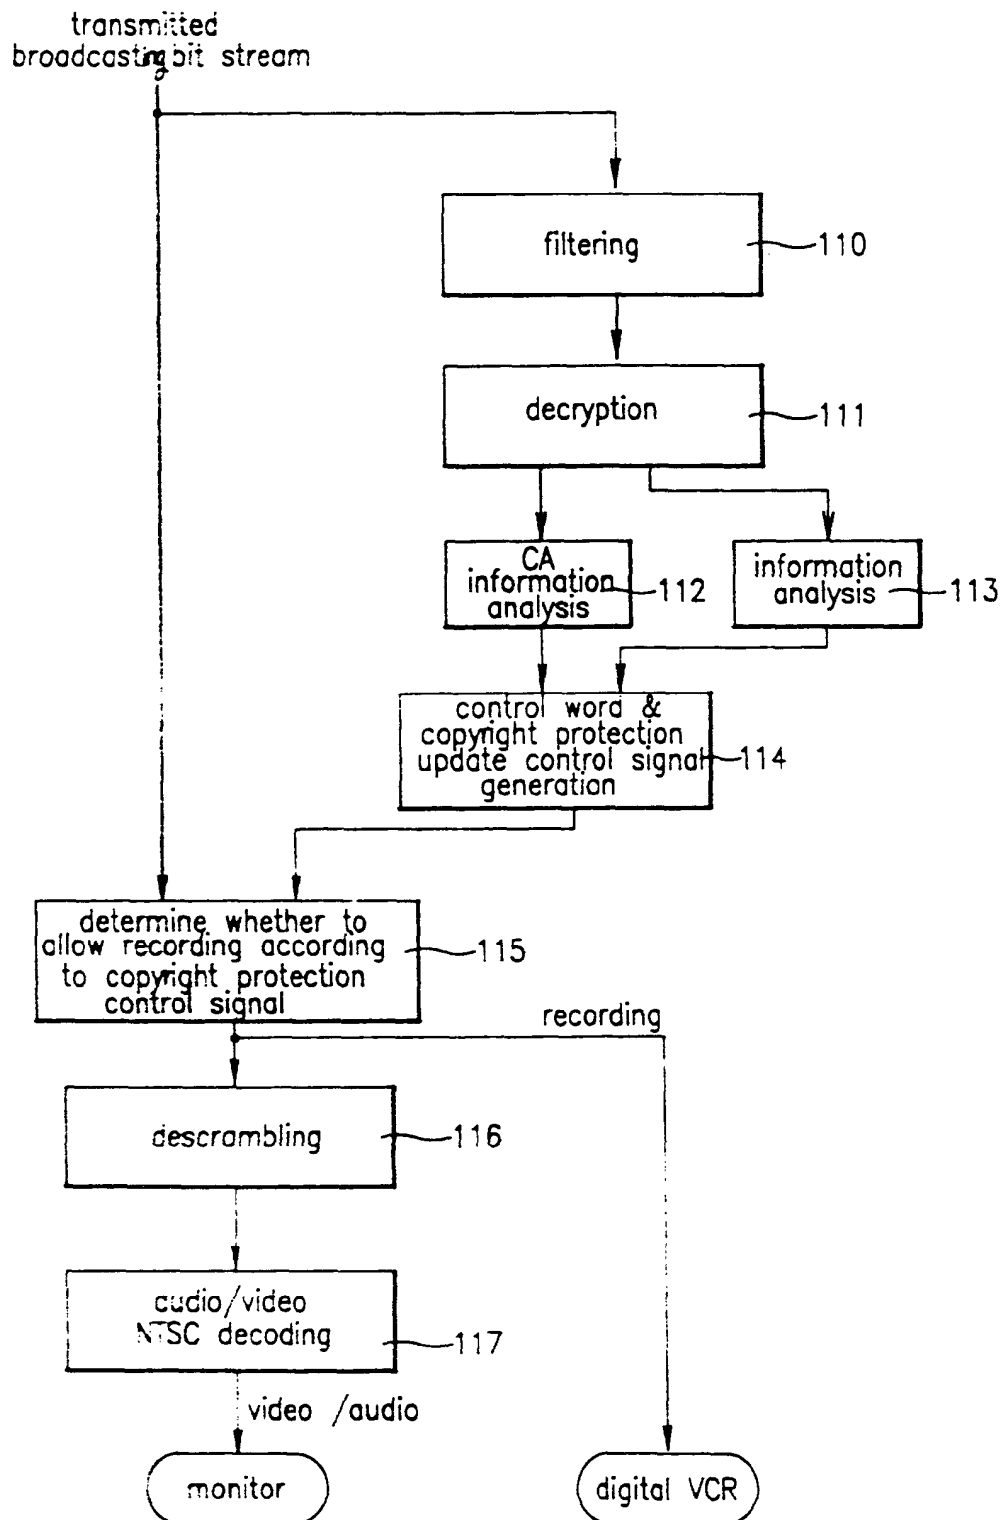 transmitted
broadcasting bit stream
filtering
110
decryption
111
CA
information
analysis
112
information
analysis
113
control word &
copyright protection
update control signal
generation
114
determine whether to
allow recording according
to copyright protection
control signal
115
recording
descrambling
116
audio/video
NTSC decoding
117
video /audio
monitor
digital VCR